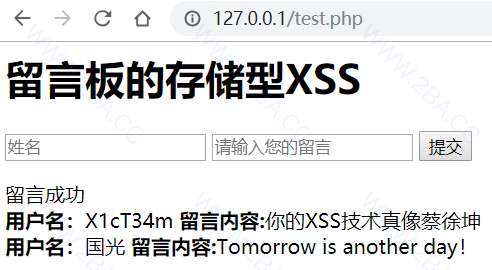 127.0.0.1/test.php
留言板的存储型XSS
姓名 请输入您的留言 提交
留言成功
用户名：X1cT34m 留言内容:你的XSS技术真像蔡徐坤
用户名：国光 留言内容:Tomorrow is another day！
WWW.2BA.CC